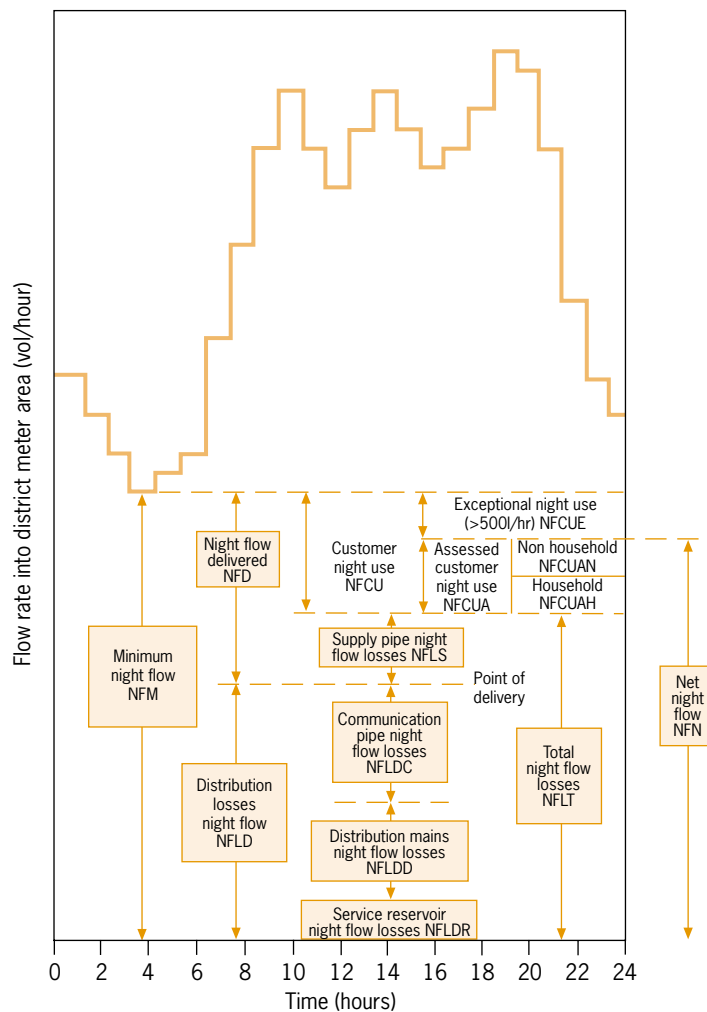 Flow rate into district meter area (vol/hour)
Exceptional night use
(>500l/hr) NFCUE
Night flow
delivered
NFD
Customer
night use
NFCU
Assessed
customer
night use
NFCUA
Non household
NFCUAN
Household
NFCUAH
Supply pipe night
flow losses NFLS
Minimum
night flow
NFM
Point of
delivery
Net
night
flow
NFN
Communication
pipe night
flow losses
NFLDC
Total
night flow
losses
NFLT
Distribution
losses
night flow
NFLD
Distribution mains
night flow losses
NFLDD
Service reservoir
night flow losses NFLDR
0 2 4 6 8 10 12 14 16 18 20 22 24
Time (hours)